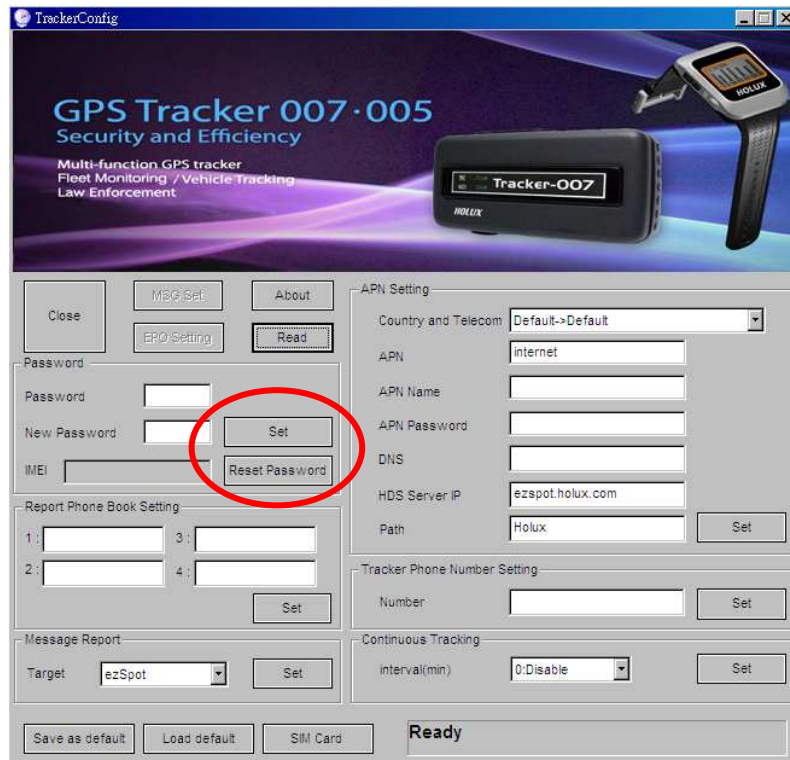 TrackerConfig
GPS Tracker 007·005
Security and Efficiency
Multi-function GPS tracker
Fleet Monitoring / Vehicle Tracking
Law Enforcement
Tracker-007
HOLUX
HOLUX
Close
MSG Set
About
EPO Setting
Read
Password
Password
New Password
Set
IMEI
Reset Password
Report Phone Book Setting
1 :
3 :
2 :
4 :
Set
Message Report
Target
ezSpot
Set
APN Setting
Country and Telecom
Default->Default
APN
internet
APN Name
APN Password
DNS
HDS Server IP
ezspot.holux.com
Path
Holux
Set
Tracker Phone Number Setting
Number
Set
Continuous Tracking
interval(min)
0:Disable
Set
Save as default
Load default
SIM Card
Ready